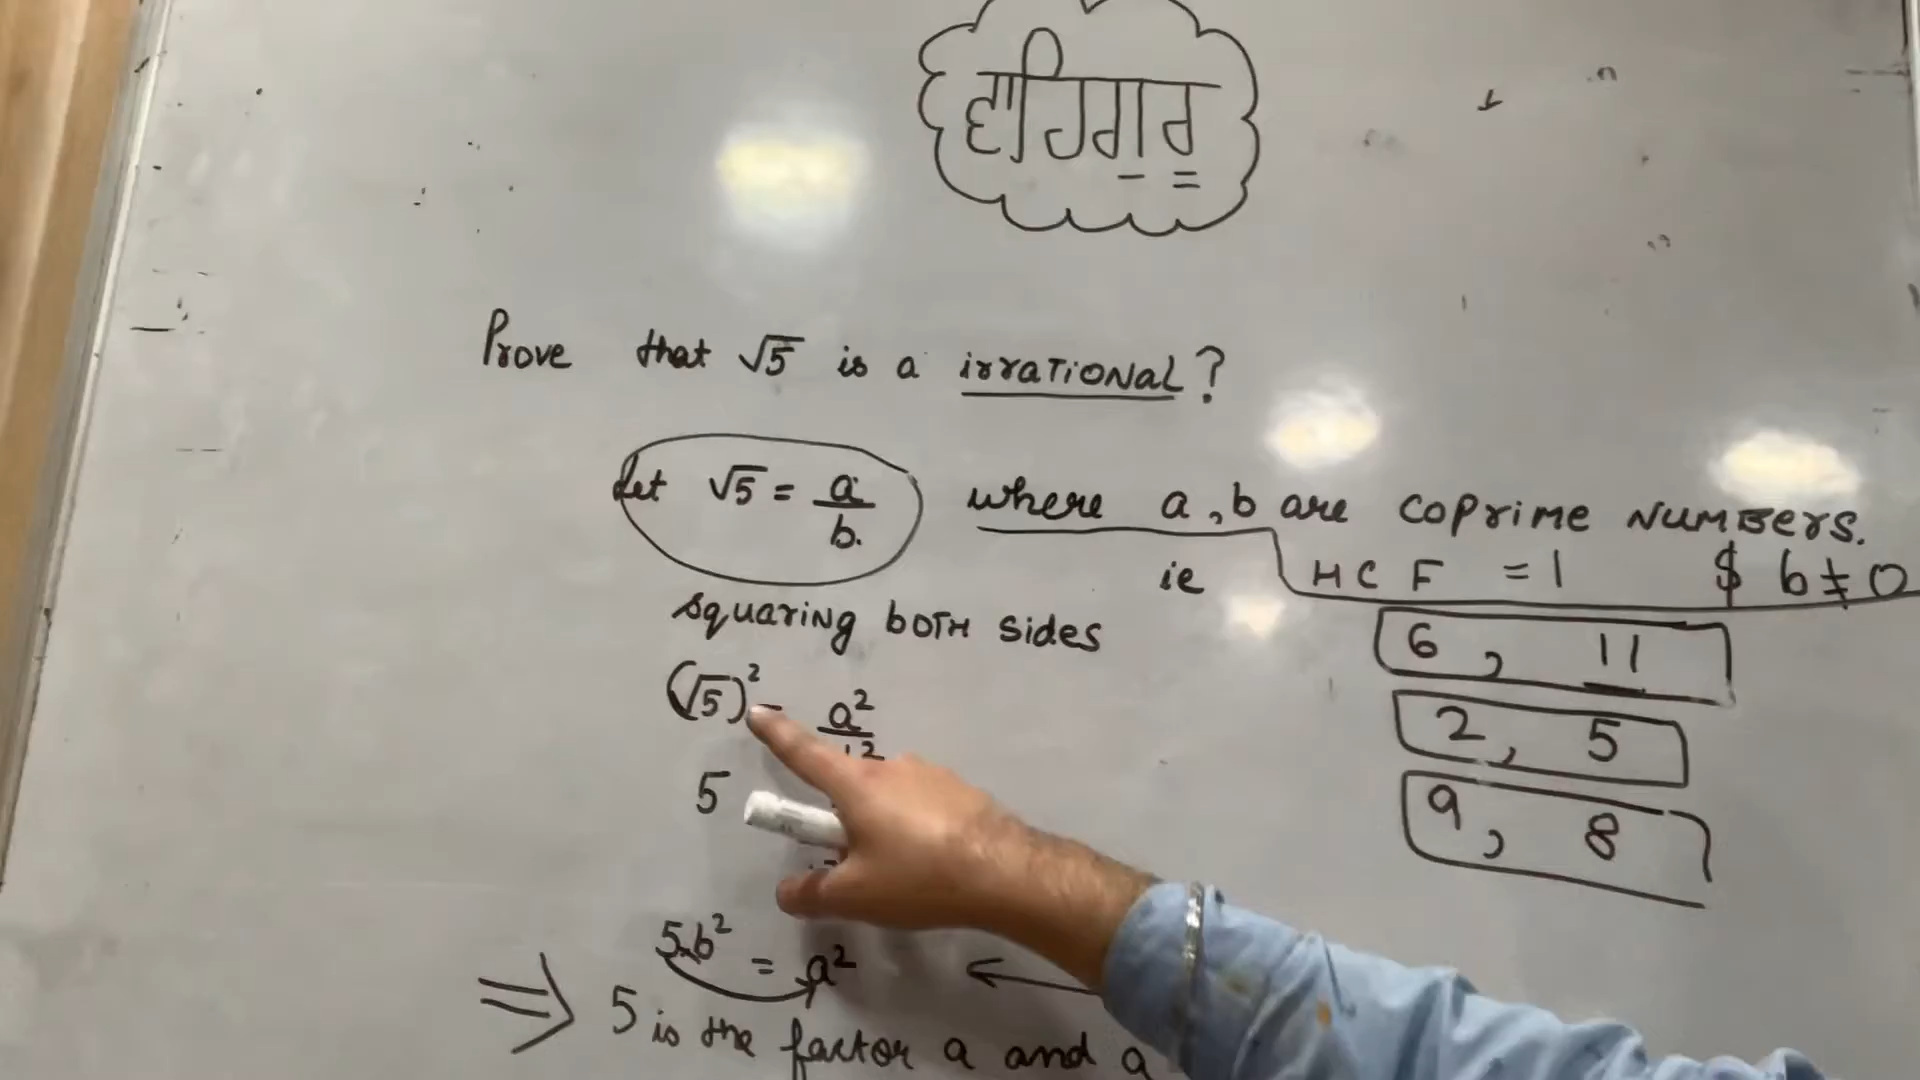 ਵਾਹਿਗੁਰੂ
Prove that √5 is a irrational?
Let √5 = a/b where a, b are coprime numbers.
ie HCF = 1 $ b ≠ 0
squaring both sides
6, 11
(√5)² = a²
2, 5
5
9, 8
5×b² = a²
⇒ 5 is the factor a and a